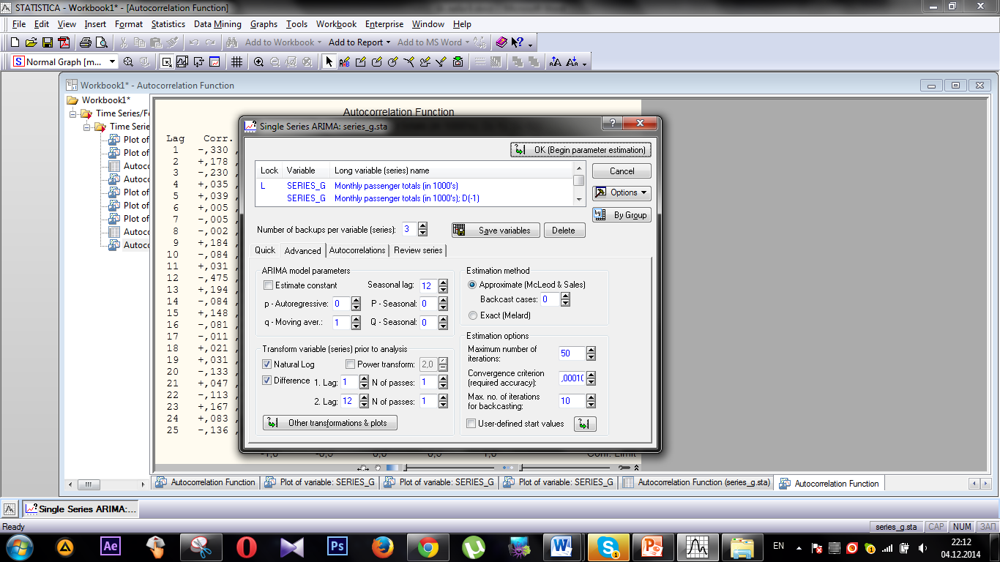 STATISTICA - Workbook1* - [Autocorrelation Function]
File Edit View Insert Format Statistics Data Mining Graphs Tools Workbook Enterprise Window Help
Add to Workbook Add to Report Add to MS Word
Normal Graph [m...
Workbook1* - Autocorrelation Function
Workbook1*
Time Series/Fo
Time Serie
Plot of
Plot of
Autoco
Autoco
Plot of
Plot of
Plot of
Autoco
Autoco
Autocorrelation Function
Lag Corr.
1 -,330
2 +,178
3 -,230
4 +,035
5 +,039
6 +,005
7 -,005
8 -,002
9 +,184
10 -,084
11 +,031
12 -,475
13 +,194
14 -,084
15 +,148
16 -,081
17 -,011
18 +,021
19 +,031
20 -,133
21 +,047
22 -,113
23 +,167
24 +,083
25 -,136
-1,0 -0,5 0,0 0,5 1,0 Conf. Limit
Single Series ARIMA: series_g.sta
OK (Begin parameter estimation)
Lock Variable Long variable (series) name
L SERIES_G Monthly passenger totals (in 1000's)
SERIES_G Monthly passenger totals (in 1000's); D(-1)
Cancel
Options
By Group
Number of backups per variable (series): 3 Save variables Delete
Quick Advanced Autocorrelations Review series
ARIMA model parameters
Estimate constant Seasonal lag: 12
p - Autoregressive: 0 P - Seasonal: 0
q - Moving aver.: 1 Q - Seasonal: 0
Transform variable (series) prior to analysis
Natural Log Power transform: 2,0
Difference 1. Lag: 1 N of passes: 1
2. Lag: 12 N of passes: 1
Other transformations & plots
Estimation method
Approximate (McLeod & Sales)
Backcast cases: 0
Exact (Melard)
Estimation options
Maximum number of
iterations: 50
Convergence criterion
(required accuracy): ,00010
Max. no. of iterations
for backcasting: 10
User-defined start values
Autocorrelation Function Plot of variable: SERIES_G Plot of variable: SERIES_G Plot of variable: SERIES_G Autocorrelation Function (series_g.sta) Autocorrelation Function
Single Series ARIMA:...
Ready series_g.sta CAP NUM ЗАП
Ae Ps W S 1 P EN 22:12
04.12.2014